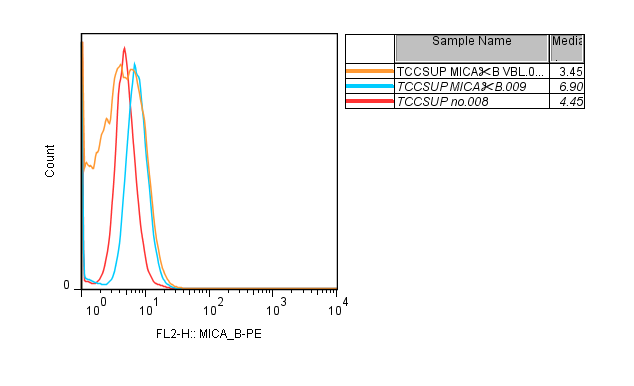 Sample Name Media
TCCSUP MICA B VBL.0... 3.45
TCCSUP MICA B.009 6.90
TCCSUP no.008 4.45
Count
0
10^0 10^1 10^2 10^3 10^4
FL2-H:: MICA_B-PE